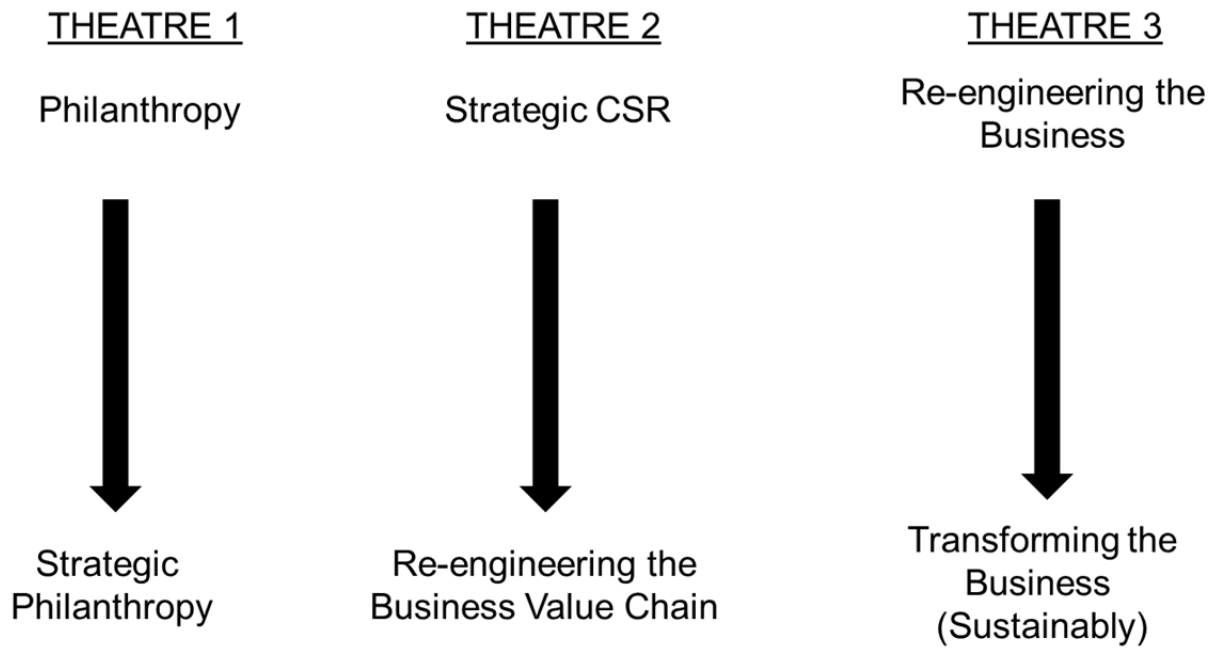 THEATRE 1
Philanthropy
Strategic
Philanthropy
THEATRE 2
Strategic CSR
Re-engineering the
Business Value Chain
THEATRE 3
Re-engineering the
Business
Transforming the
Business
(Sustainably)